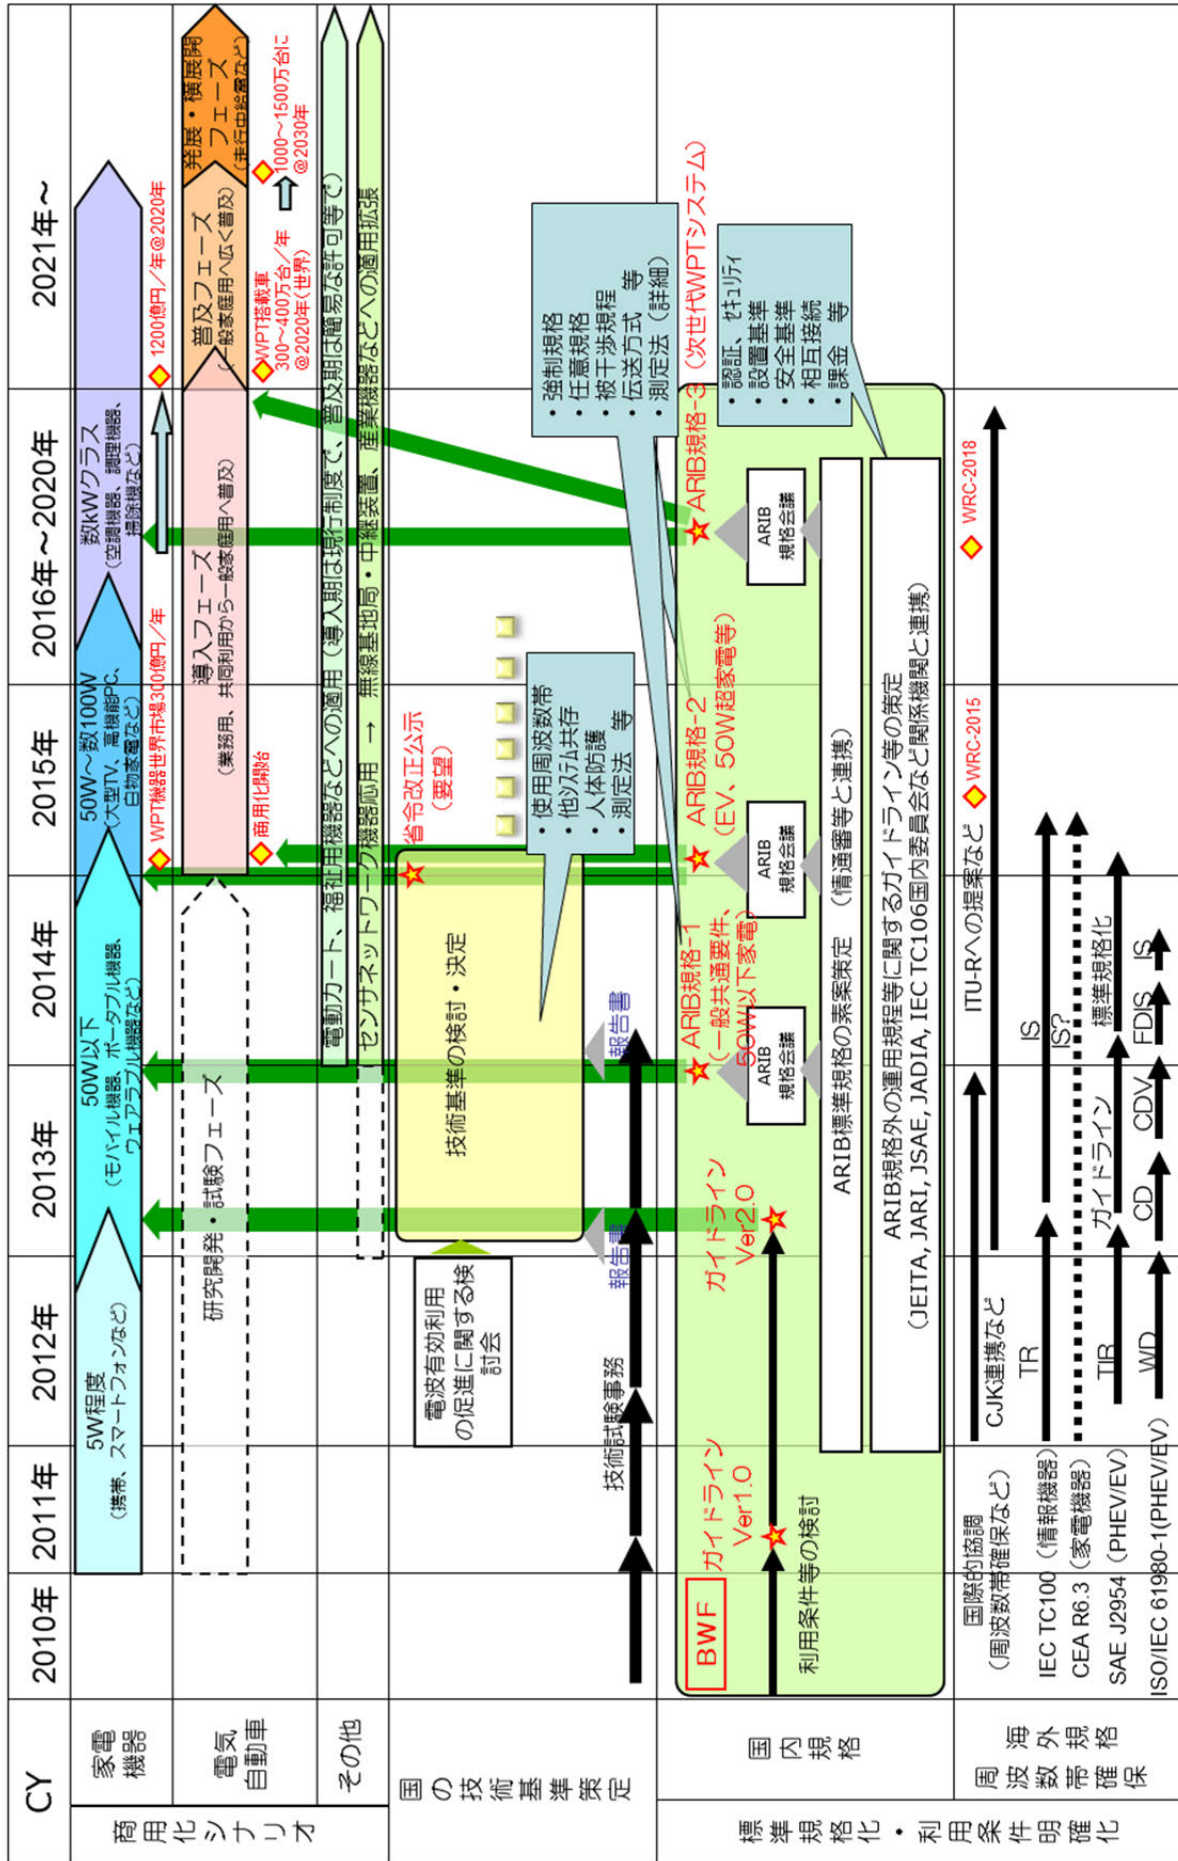 CY
2010年
2011年
2012年
2013年
2014年
2015年
2016年～2020年
2021年～
商用化シナリオ
家電
機器
5W程度
(携帯、スマートフォンなど)
50W以下
(モバイル機器、ポータブル機器、
ウェアラブル機器など)
50W～数100W
(大型TV、高機能PC、
白物家電など)
数kWクラス
(空調機器、調理機器、
掃除機など)
WPT機器世界市場300億円/年
1200億円/年@2020年
電気
自動車
研究開発・試験フェーズ
導入フェーズ
(業務用、共同利用から一般家庭用へ普及)
普及フェーズ
(一般家庭用へ広く普及)
発展・横展開
フェーズ
(走行中給電など)
商用化開始
WPT搭載車
300～400万台/年
@2020年(世界)
1000～1500万台に
@2030年
その他
電動カート、福祉用機器などへの適用（導入期は現行制度で、普及期は簡易な許可等で）
センサネットワーク機器応用 → 無線基地局・中継装置、産業機器などへの適用拡張
国の技術基準策定
電波有効利用
の促進に関する検
討会
技術基準の検討・決定
省令改正公示
（要望）
・使用周波数帯
・他システム共存
・人体防護
・測定法 等
報告書
報告書
技術試験事務
標準規格化・利用条件明確化
国内
規格
BWF
ガイドライン
Ver1.0
ガイドライン
Ver2.0
ARIB規格-1
（一般共通要件、
50W以下家電）
ARIB規格-2
（EV、50W超家電等）
ARIB規格-3（次世代WPTシステム）
・強制規格
・任意規格
・被干渉規程
・伝送方式 等
・測定法（詳細）
利用条件等の検討
ARIB
規格会議
ARIB
規格会議
ARIB
規格会議
・認証、セキュリティ
・設置基準
・安全基準
・相互接続
・課金 等
ARIB標準規格の素案策定 （情通審等と連携）
ARIB規格外の運用規程等に関するガイドライン等の策定
(JEITA, JARI, JSAE, JADIA, IEC TC106国内委員会など関係機関と連携)
海外規格
周波数帯確保
国際的協調
（周波数帯確保など）
CJK連携など
ITU-Rへの提案など
WRC-2015
WRC-2018
IEC TC100（情報機器）
TR
IS
CEA R6.3（家電機器）
IS?
SAE J2954（PHEV/EV）
TIR
ガイドライン
標準規格化
ISO/IEC 61980-1(PHEV/EV)
WD
CD
CDV
FDIS
IS